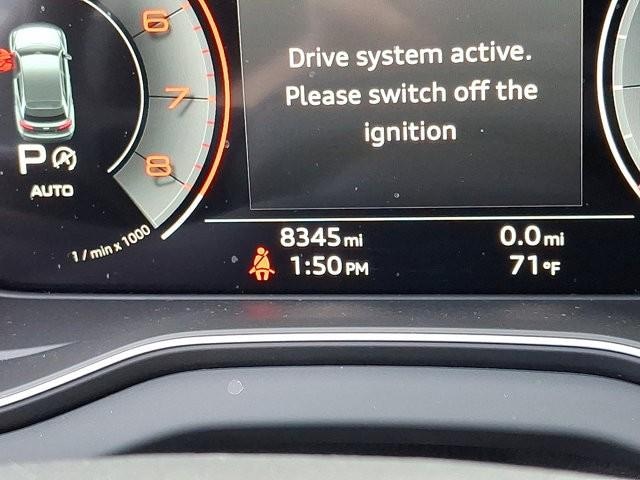 Drive system active.
Please switch off the
ignition
6
7
8
P A
AUTO
1 / min x 1000
8345 mi
0.0 mi
1:50 PM
71 °F